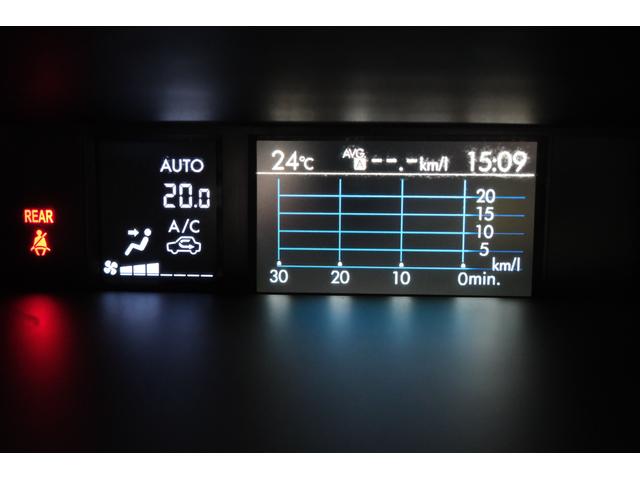 REAR
AUTO
20.0
A/C
24°C AVG A --.- km/l 15:09
20
15
10
5
km/l
30 20 10 0min.